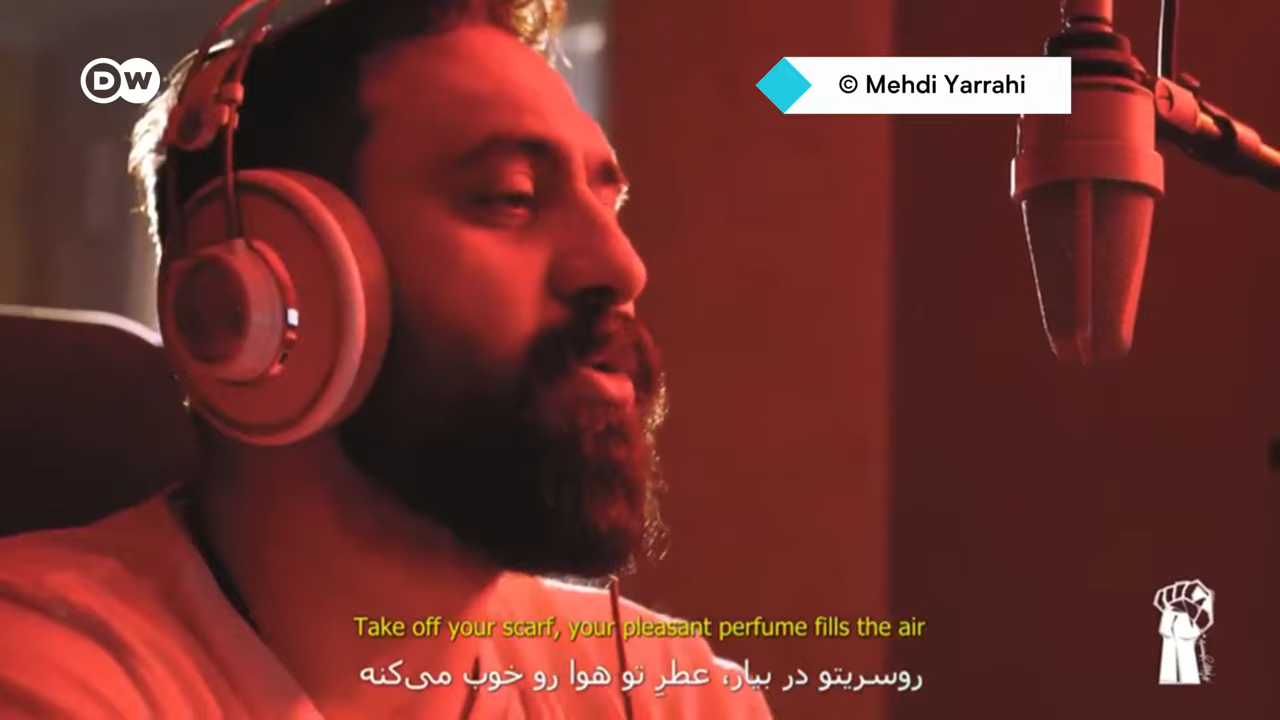 DW
© Mehdi Yarrahi
Take off your scarf, your pleasant perfume fills the air
روسریتو در بیار، عطرِ تو هوا رو خوب می‌کنه